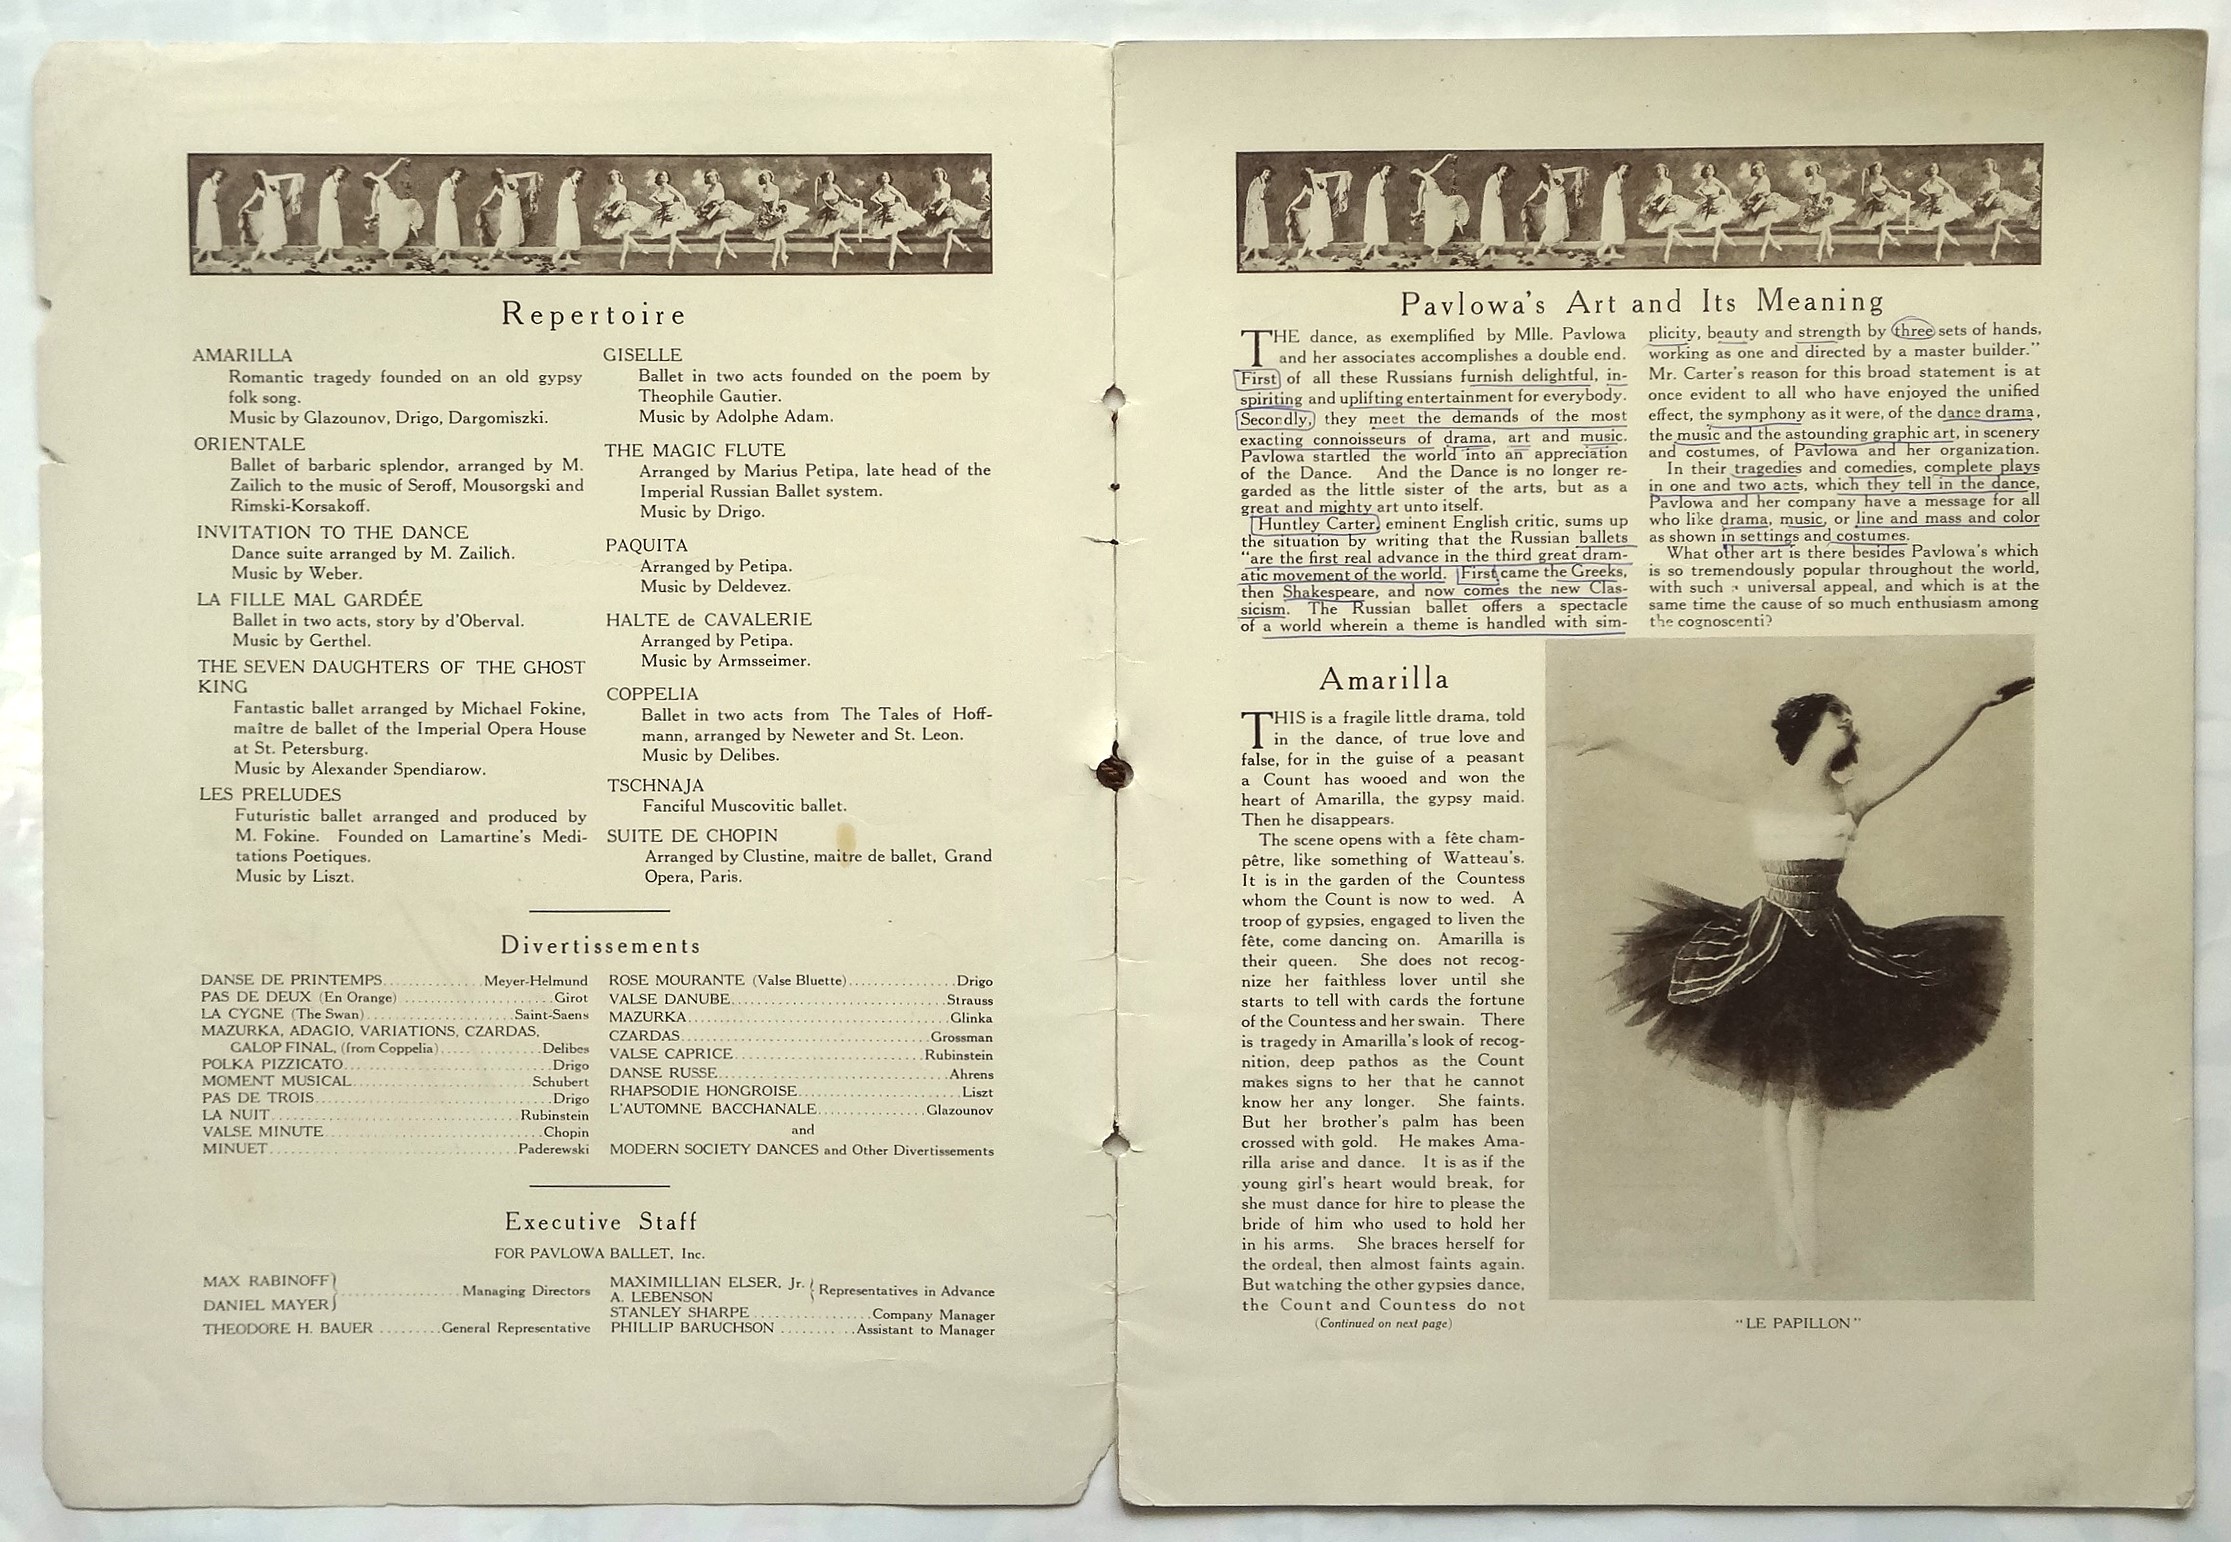 Repertoire
AMARILLA
Romantic tragedy founded on an old gypsy
folk song.
Music by Glazounov, Drigo, Dargomiszki.
ORIENTALE
Ballet of barbaric splendor, arranged by M.
Zailich to the music of Seroff, Mousorgski and
Rimski-Korsakoff.
INVITATION TO THE DANCE
Dance suite arranged by M. Zailich.
Music by Weber.
LA FILLE MAL GARDÉE
Ballet in two acts, story by d'Oberval.
Music by Gerthel.
THE SEVEN DAUGHTERS OF THE GHOST
KING
Fantastic ballet arranged by Michael Fokine,
maître de ballet of the Imperial Opera House
at St. Petersburg.
Music by Alexander Spendiarow.
LES PRELUDES
Futuristic ballet arranged and produced by
M. Fokine. Founded on Lamartine's Medi-
tations Poetiques.
Music by Liszt.
GISELLE
Ballet in two acts founded on the poem by
Theophile Gautier.
Music by Adolphe Adam.
THE MAGIC FLUTE
Arranged by Marius Petipa, late head of the
Imperial Russian Ballet system.
Music by Drigo.
PAQUITA
Arranged by Petipa.
Music by Deldevez.
HALTE de CAVALERIE
Arranged by Petipa.
Music by Armsseimer.
COPPELIA
Ballet in two acts from The Tales of Hoff-
mann, arranged by Neweter and St. Leon.
Music by Delibes.
TSCHNAJA
Fanciful Muscovitic ballet.
SUITE DE CHOPIN
Arranged by Clustine, maitre de ballet, Grand
Opera, Paris.
Divertissements
DANSE DE PRINTEMPS..............Meyer-Helmund
PAS DE DEUX (En Orange)....................Girot
LA CYGNE (The Swan)....................Saint-Saens
MAZURKA, ADAGIO, VARIATIONS, CZARDAS,
GALOP FINAL, (from Coppelia)..............Delibes
POLKA PIZZICATO............................Drigo
MOMENT MUSICAL........................Schubert
PAS DE TROIS................................Drigo
LA NUIT................................Rubinstein
VALSE MINUTE............................Chopin
MINUET................................Paderewski
ROSE MOURANTE (Valse Bluette)................Drigo
VALSE DANUBE............................Strauss
MAZURKA................................Glinka
CZARDAS................................Grossman
VALSE CAPRICE........................Rubinstein
DANSE RUSSE............................Ahrens
RHAPSODIE HONGROISE....................Liszt
L'AUTOMNE BACCHANALE..............Glazounov
and
MODERN SOCIETY DANCES and Other Divertissements
Executive Staff
FOR PAVLOWA BALLET, Inc.
MAX RABINOFF
DANIEL MAYER
..................Managing Directors
THEODORE H. BAUER.........General Representative
MAXIMILLIAN ELSER, Jr.
A. LEBENSON
Representatives in Advance
STANLEY SHARPE..................Company Manager
PHILLIP BARUCHSON...........Assistant to Manager
Pavlowa's Art and Its Meaning
THE dance, as exemplified by Mlle. Pavlowa
and her associates accomplishes a double end.
First of all these Russians furnish delightful, in-
spiriting and uplifting entertainment for everybody.
Secondly, they meet the demands of the most
exacting connoisseurs of drama, art and music.
Pavlowa startled the world into an appreciation
of the Dance. And the Dance is no longer re-
garded as the little sister of the arts, but as a
great and mighty art unto itself.
Huntley Carter, eminent English critic, sums up
the situation by writing that the Russian ballets
"are the first real advance in the third great dram-
atic movement of the world. First came the Greeks,
then Shakespeare, and now comes the new Clas-
sicism. The Russian ballet offers a spectacle
of a world wherein a theme is handled with sim-
plicity, beauty and strength by three sets of hands,
working as one and directed by a master builder."
Mr. Carter's reason for this broad statement is at
once evident to all who have enjoyed the unified
effect, the symphony as it were, of the dance drama,
the music and the astounding graphic art, in scenery
and costumes, of Pavlowa and her organization.
In their tragedies and comedies, complete plays
in one and two acts, which they tell in the dance,
Pavlowa and her company have a message for all
who like drama, music, or line and mass and color
as shown in settings and costumes.
What other art is there besides Pavlowa's which
is so tremendously popular throughout the world,
with such a universal appeal, and which is at the
same time the cause of so much enthusiasm among
the cognoscenti?
Amarilla
THIS is a fragile little drama, told
in the dance, of true love and
false, for in the guise of a peasant
a Count has wooed and won the
heart of Amarilla, the gypsy maid.
Then he disappears.
The scene opens with a fête cham-
pêtre, like something of Watteau's.
It is in the garden of the Countess
whom the Count is now to wed. A
troop of gypsies, engaged to liven the
fête, come dancing on. Amarilla is
their queen. She does not recog-
nize her faithless lover until she
starts to tell with cards the fortune
of the Countess and her swain. There
is tragedy in Amarilla's look of recog-
nition, deep pathos as the Count
makes signs to her that he cannot
know her any longer. She faints.
But her brother's palm has been
crossed with gold. He makes Ama-
rilla arise and dance. It is as if the
young girl's heart would break, for
she must dance for hire to please the
bride of him who used to hold her
in his arms. She braces herself for
the ordeal, then almost faints again.
But watching the other gypsies dance,
the Count and Countess do not
(Continued on next page)
"LE PAPILLON"